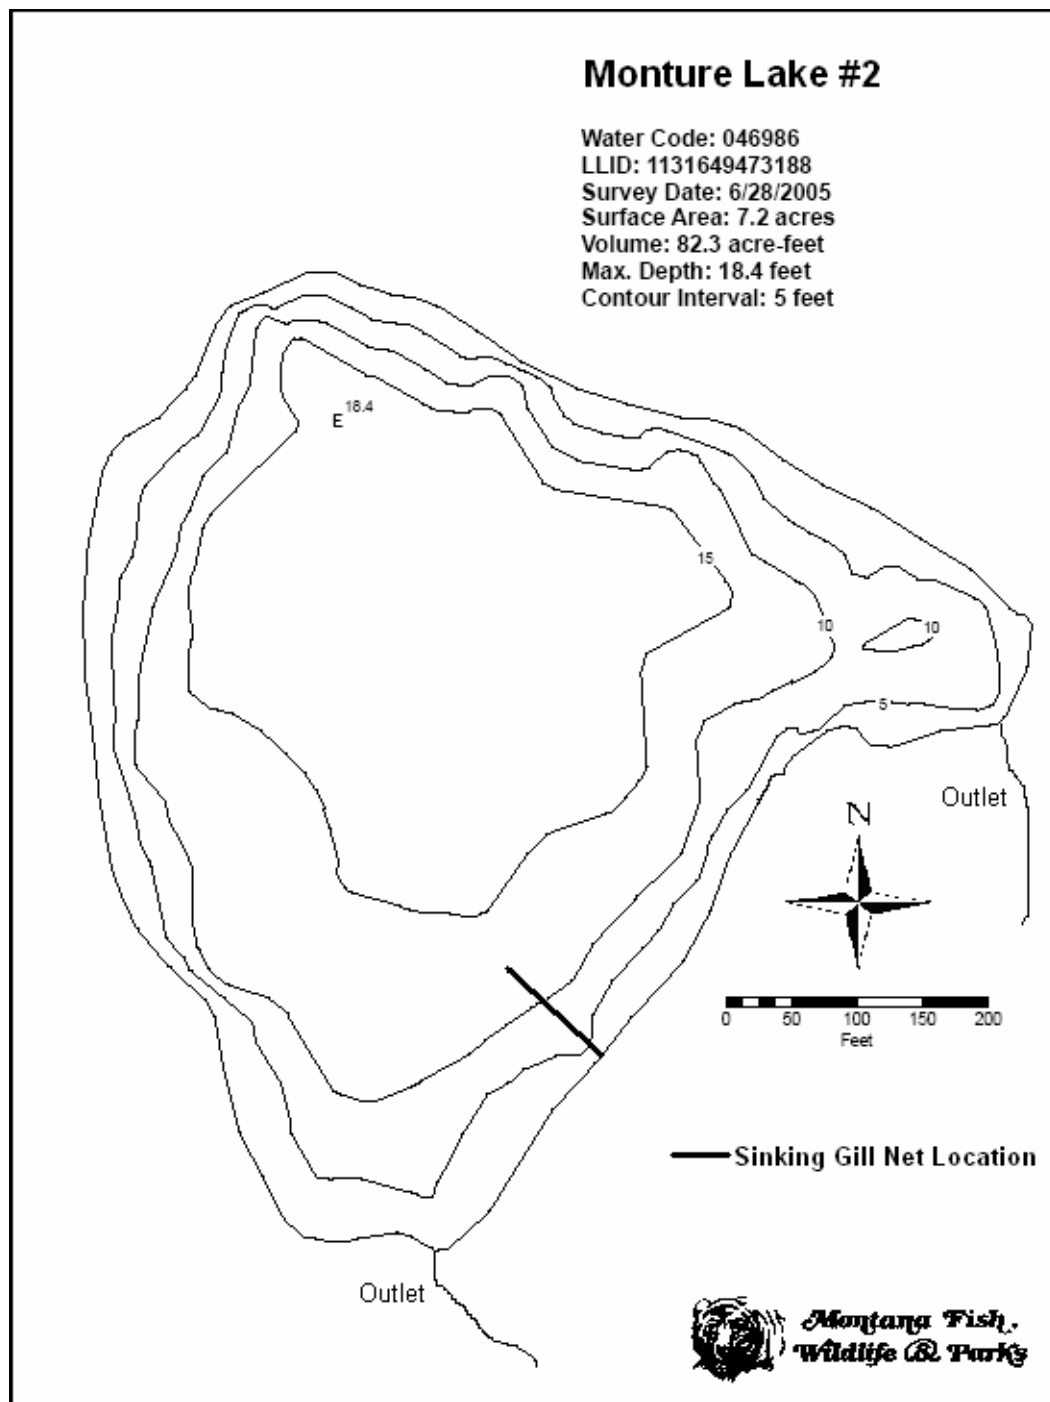 Monture Lake #2
Water Code: 046986
LLID: 1131649473188
Survey Date: 6/28/2005
Surface Area: 7.2 acres
Volume: 82.3 acre-feet
Max. Depth: 18.4 feet
Contour Interval: 5 feet
E 18.4
15
10
10
5
Outlet
N
0 50 100 150 200
Feet
Sinking Gill Net Location
Outlet
Montana Fish,
Wildlife & Parks